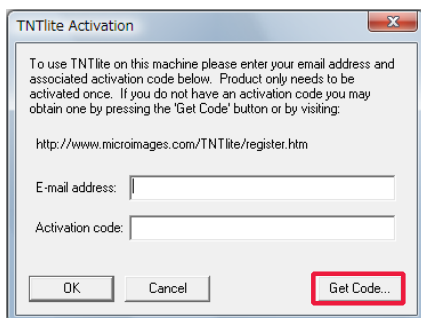 TNTlite Activation
To use TNTlite on this machine please enter your email address and
associated activation code below. Product only needs to be
activated once. If you do not have an activation code you may
obtain one by pressing the 'Get Code' button or by visiting:
http://www.microimages.com/TNTlite/register.htm
E-mail address:
Activation code:
OK Cancel Get Code...